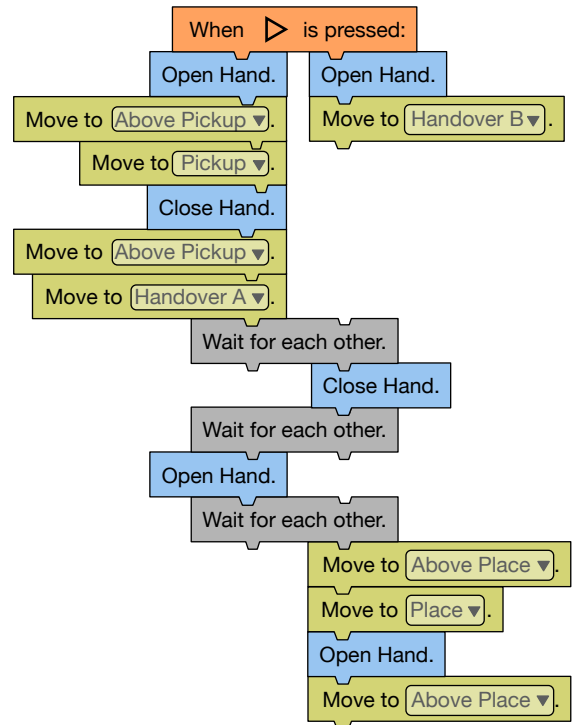 When ▷ is pressed:
Open Hand. Open Hand.
Move to Above Pickup ▼. Move to Handover B ▼.
Move to Pickup ▼.
Close Hand.
Move to Above Pickup ▼.
Move to Handover A ▼.
Wait for each other.
Close Hand.
Wait for each other.
Open Hand.
Wait for each other.
Move to Above Place ▼.
Move to Place ▼.
Open Hand.
Move to Above Place ▼.